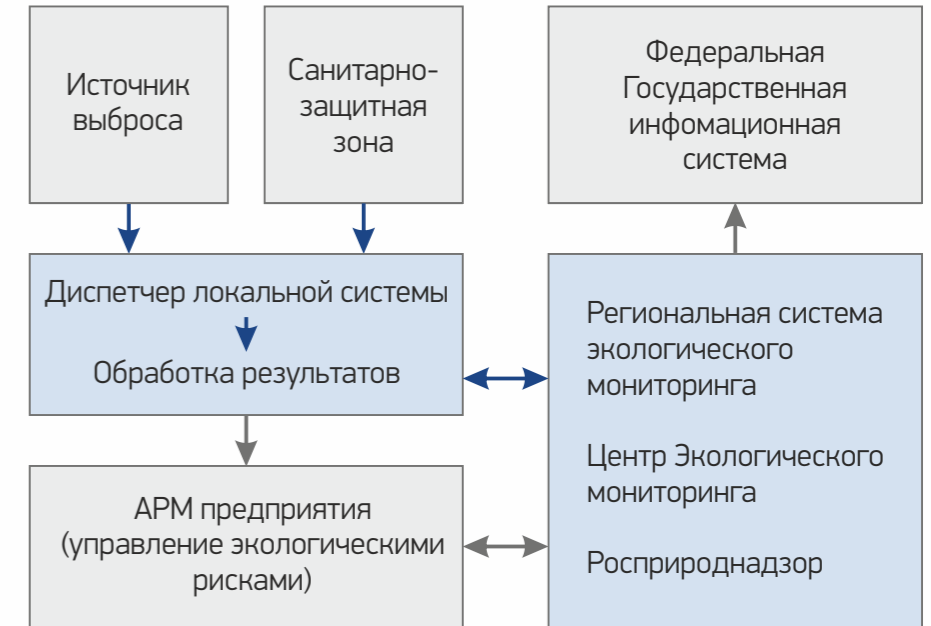 Источник
выброса
Санитарно-
защитная
зона
Федеральная
Государственная
инфомационная
система
Диспетчер локальной системы
Обработка результатов
Региональная система
экологического
мониторинга
Центр Экологического
мониторинга
Росприроднадзор
АРМ предприятия
(управление экологическими
рисками)